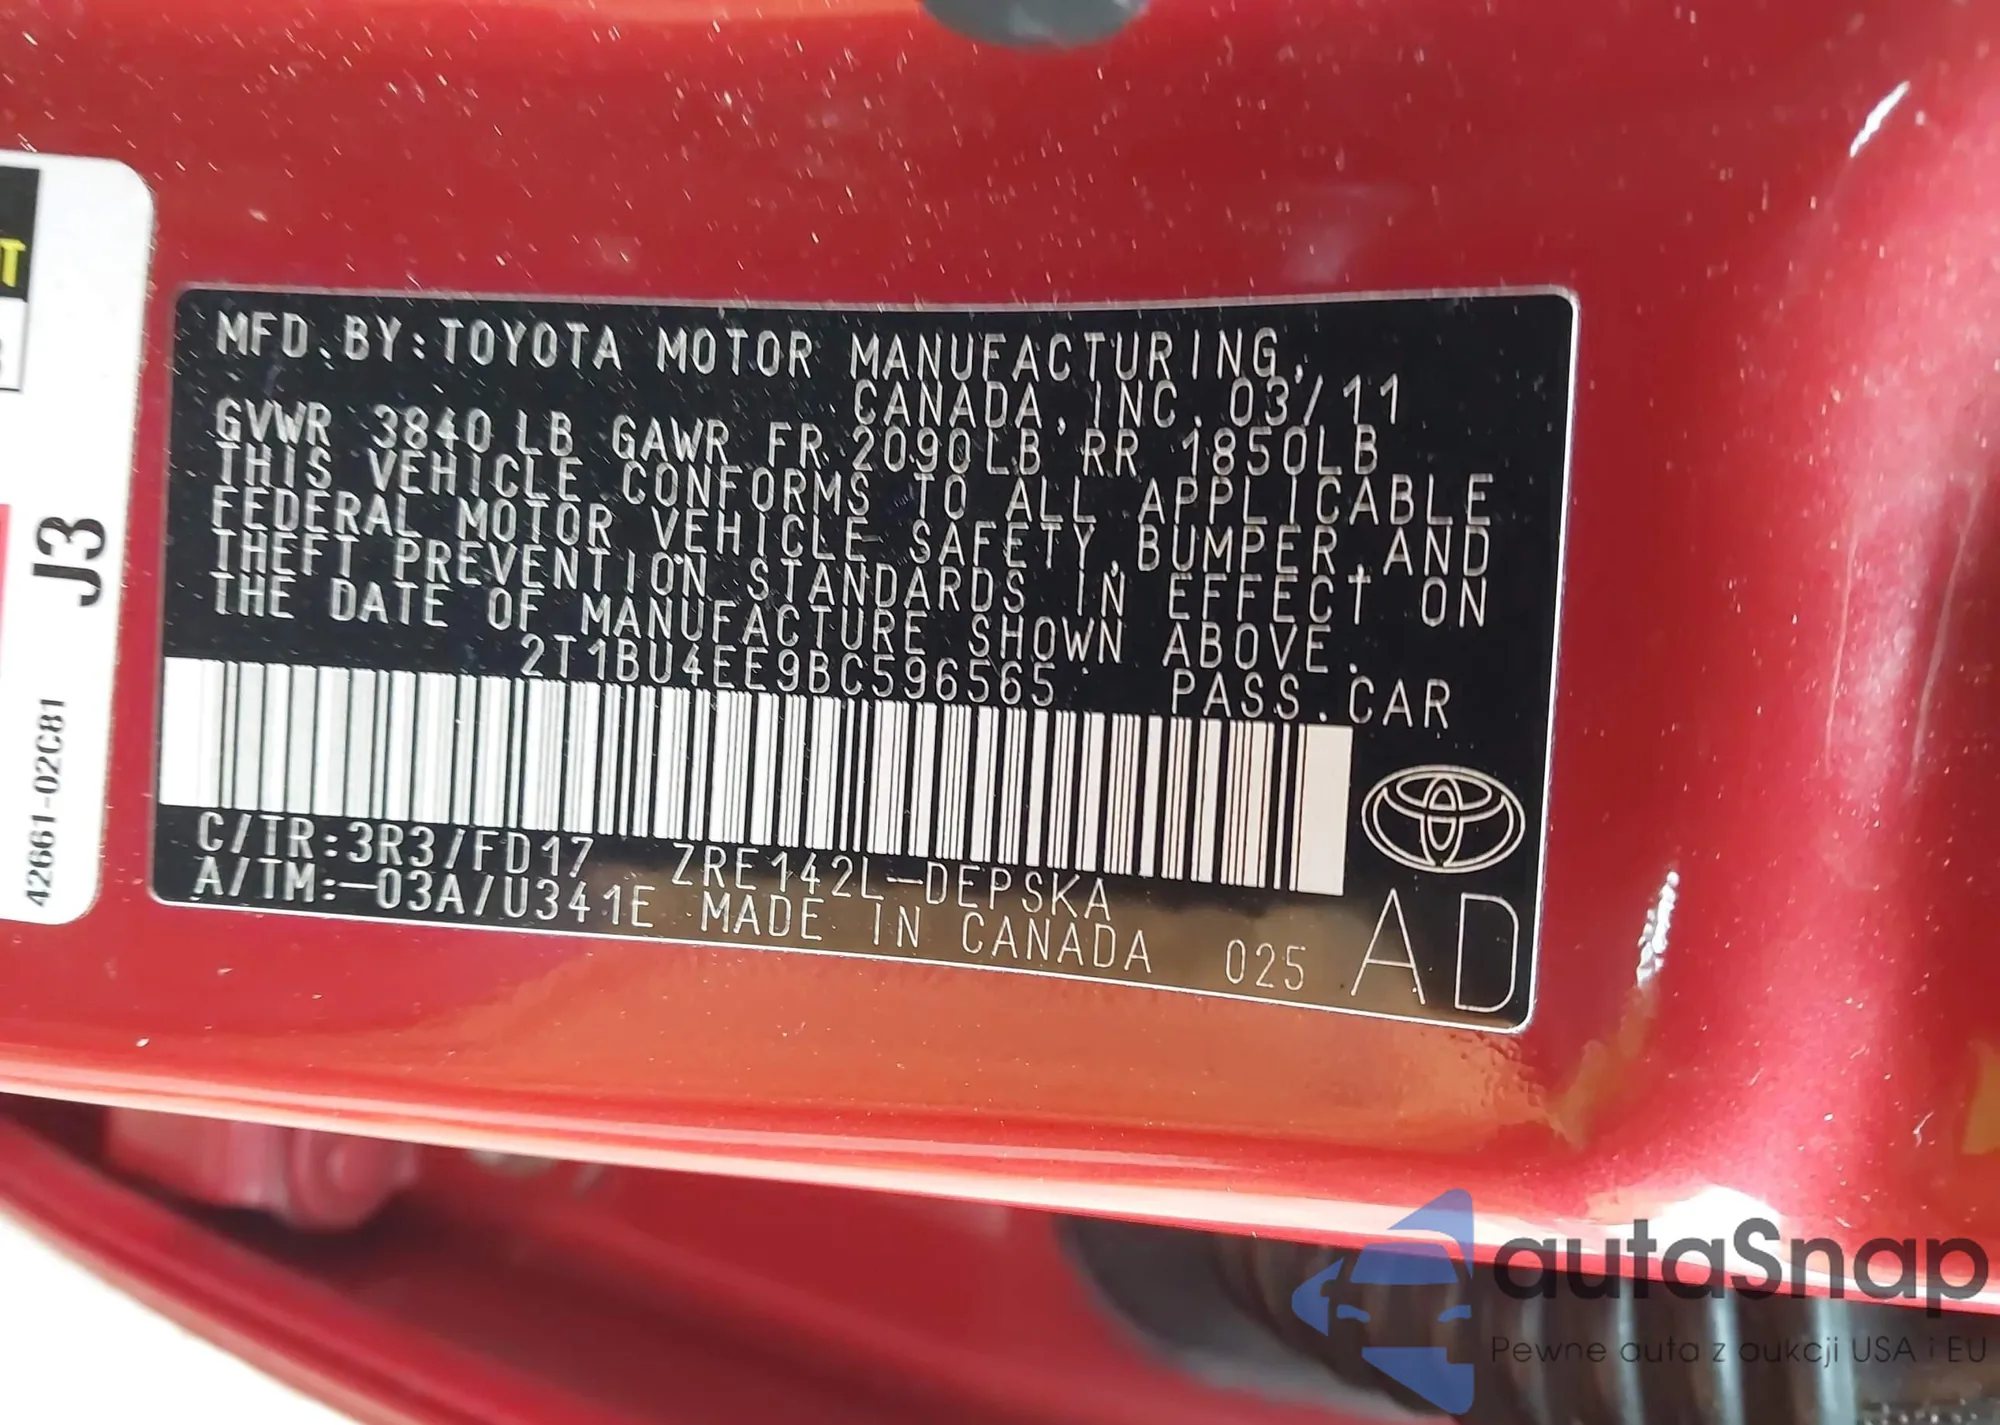 MFD.BY:TOYOTA MOTOR MANUFACTURING,
CANADA,INC. 03/11
GVWR 3840 LB GAWR FR 2090LB RR 1850LB
THIS VEHICLE CONFORMS TO ALL APPLICABLE
FEDERAL MOTOR VEHICLE SAFETY,BUMPER,AND
THEFT PREVENTION STANDARDS IN EFFECT ON
THE DATE OF MANUFACTURE SHOWN ABOVE.
2T1BU4EE9BC596565 PASS.CAR
C/TR:3R3/FD17 ZRE142L-DEPSKA
A/TM:-03A/U341E MADE IN CANADA 025 AD
J3
42661-02C81
autaSnap
Pewne auta z aukcji USA i EU